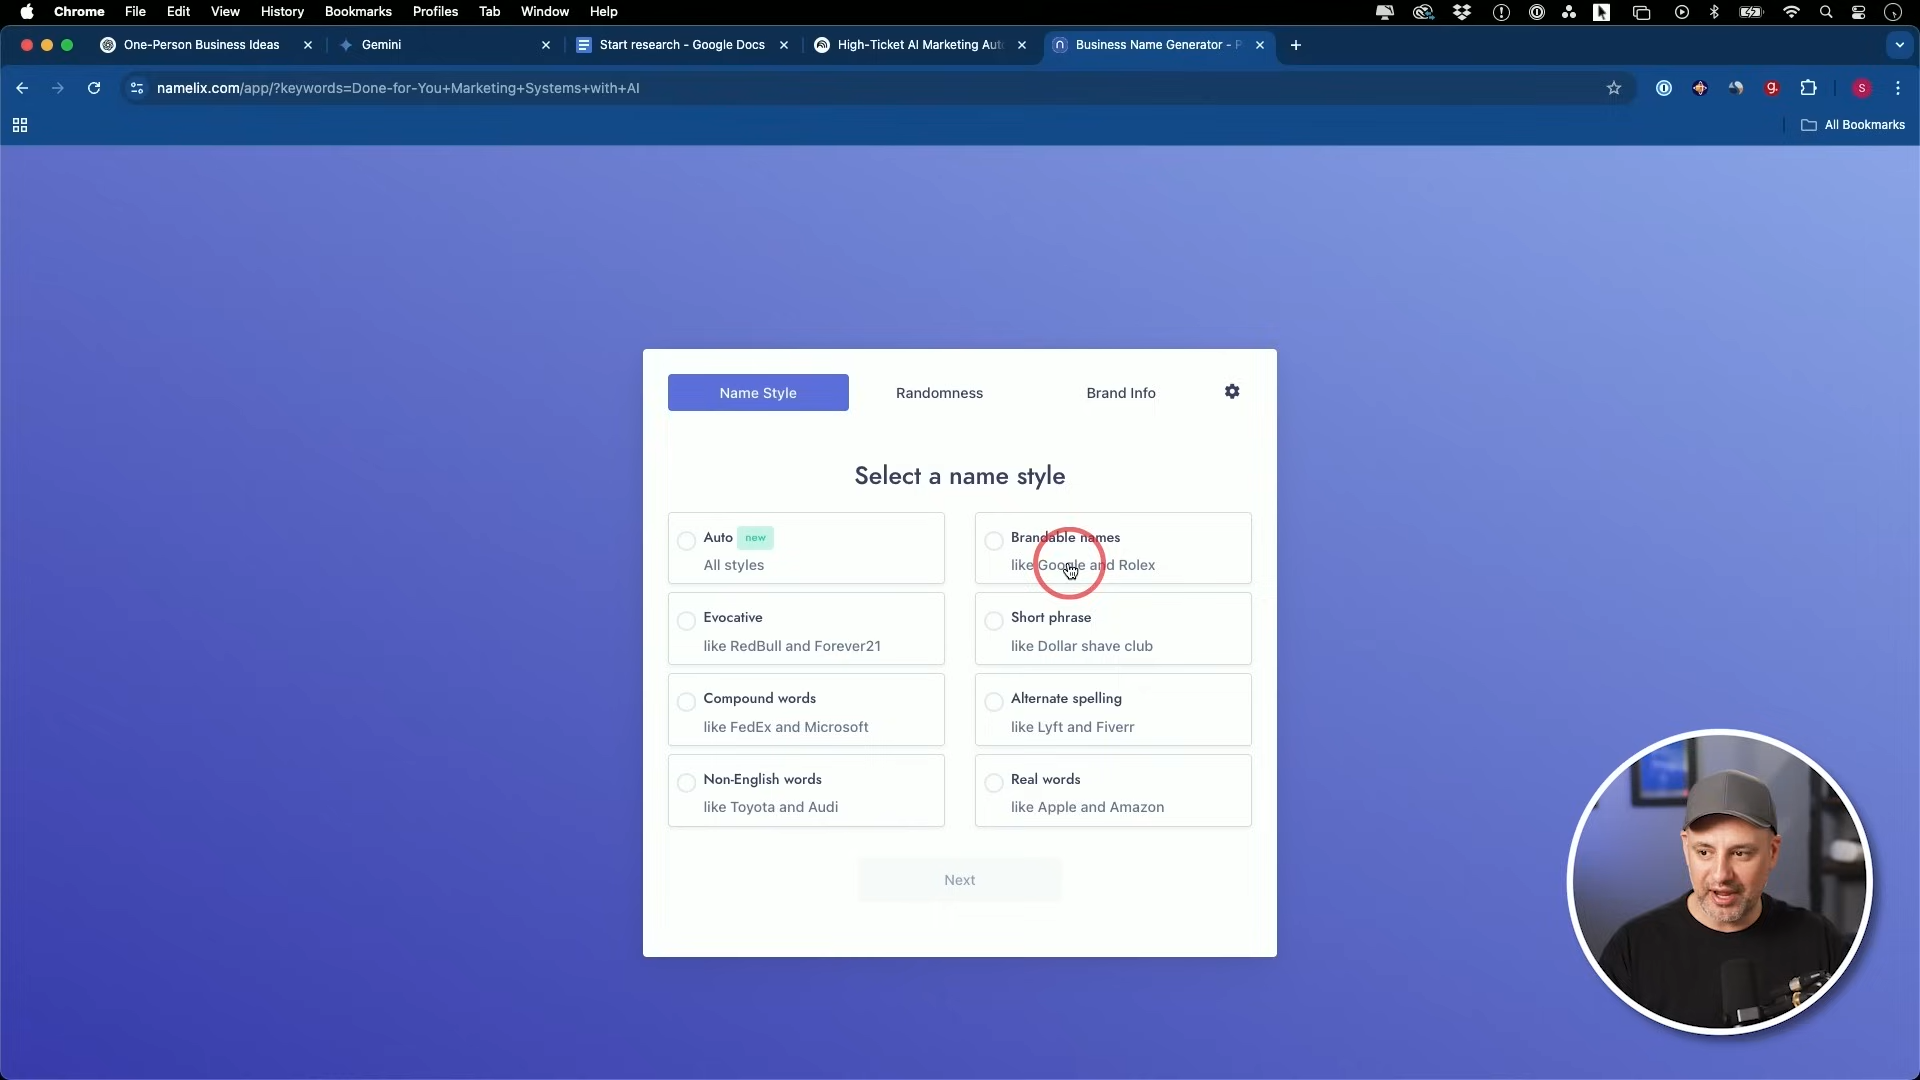 Chrome File Edit View History Bookmarks Profiles Tab Window Help
One-Person Business Ideas
Gemini
Start research - Google Docs
High-Ticket AI Marketing Aut
Business Name Generator - P
namelix.com/app/?keywords=Done-for-You+Marketing+Systems+with+AI
S
All Bookmarks
Name Style
Randomness
Brand Info
Select a name style
Auto new
All styles
Brandable names
like Google and Rolex
Evocative
like RedBull and Forever21
Short phrase
like Dollar shave club
Compound words
like FedEx and Microsoft
Alternate spelling
like Lyft and Fiverr
Non-English words
like Toyota and Audi
Real words
like Apple and Amazon
Next